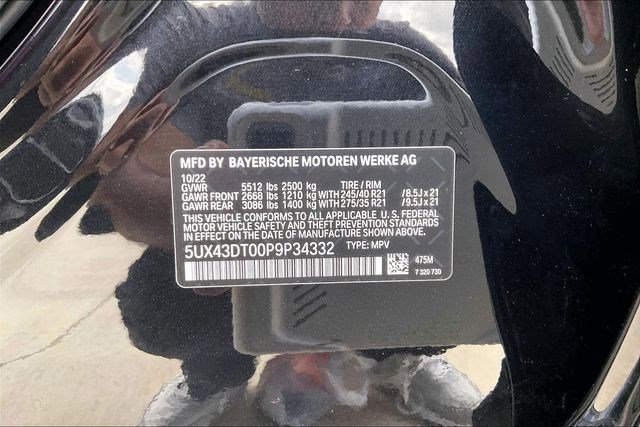 MFD BY BAYERISCHE MOTOREN WERKE AG
10/22
GVWR 5512 lbs 2500 kg TIRE / RIM
GAWR FRONT 2668 lbs 1210 kg WITH 245/40 R21 / 8.5J x 21
GAWR REAR 3086 lbs 1400 kg WITH 275/35 R21 / 9.5J x 21
THIS VEHICLE CONFORMS TO ALL APPLICABLE U. S. FEDERAL
MOTOR VEHICLE SAFETY AND THEFT PREVENTION STANDARDS
IN EFFECT ON THE DATE OF MANUFACTURE SHOWN ABOVE.
5UX43DT00P9P34332 TYPE: MPV
475M
7 320 730